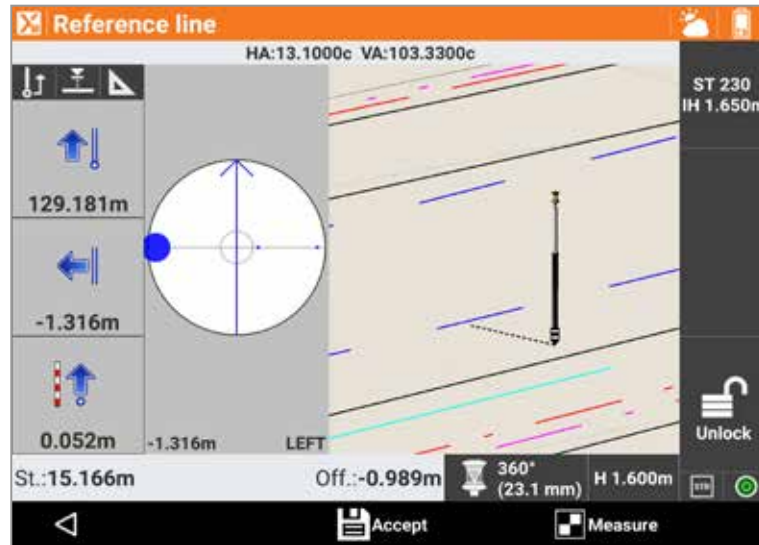 Reference line
HA:13.1000c VA:103.3300c
ST 230
IH 1.650m
129.181m
-1.316m
0.052m
-1.316m
LEFT
Unlock
St.:15.166m
Off.:-0.989m
360°
(23.1 mm)
H 1.600m
STN
Accept
Measure